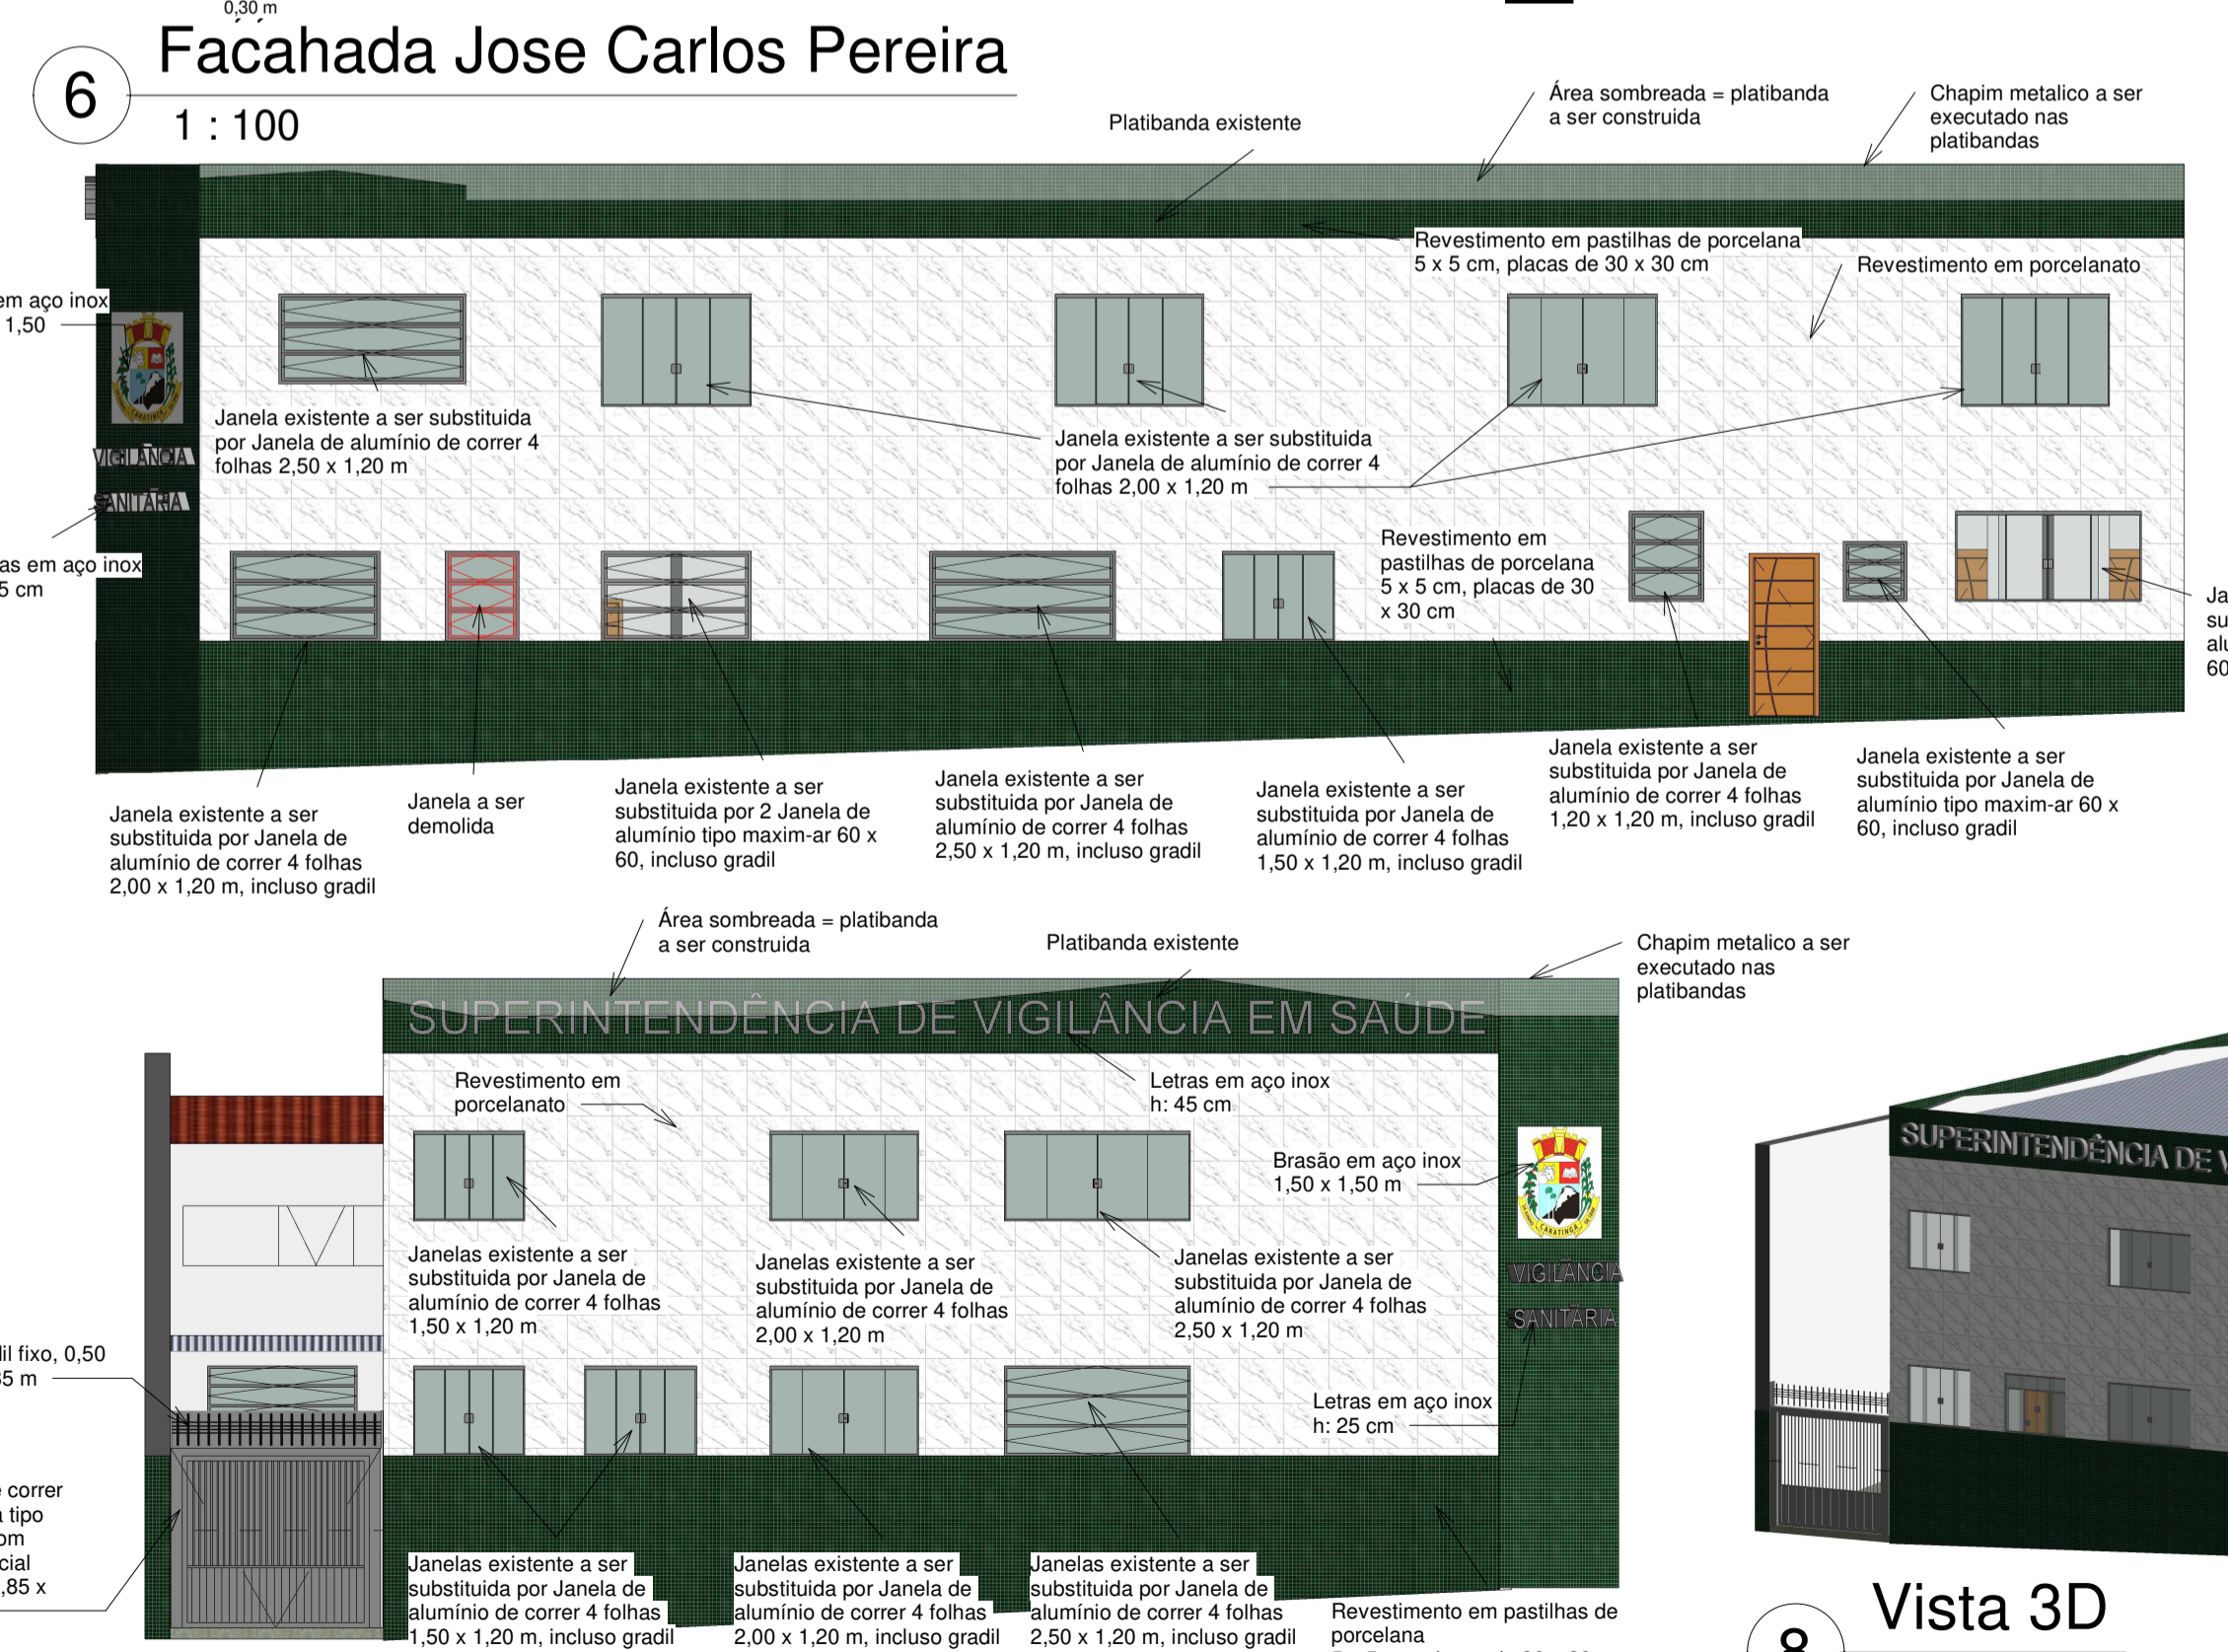 0,30 m
Facahada Jose Carlos Pereira
6
1 : 100
Platibanda existente
Área sombreada = platibanda
a ser construida
Chapim metalico a ser
executado nas
platibandas
Revestimento em pastilhas de porcelana
5 x 5 cm, placas de 30 x 30 cm
Revestimento em porcelanato
em aço inox
1,50
CARATINGA
VIGILÂNCIA
SANITÁRIA
as em aço inox
5 cm
Janela existente a ser substituida
por Janela de alumínio de correr 4
folhas 2,50 x 1,20 m
Janela existente a ser substituida
por Janela de alumínio de correr 4
folhas 2,00 x 1,20 m
Revestimento em
pastilhas de porcelana
5 x 5 cm, placas de 30
x 30 cm
Ja
su
alu
60
Janela existente a ser
substituida por Janela de
alumínio de correr 4 folhas
2,00 x 1,20 m, incluso gradil
Janela a ser
demolida
Janela existente a ser
substituida por 2 Janela de
alumínio tipo maxim-ar 60 x
60, incluso gradil
Janela existente a ser
substituida por Janela de
alumínio de correr 4 folhas
2,50 x 1,20 m, incluso gradil
Janela existente a ser
substituida por Janela de
alumínio de correr 4 folhas
1,50 x 1,20 m, incluso gradil
Janela existente a ser
substituida por Janela de
alumínio de correr 4 folhas
1,20 x 1,20 m, incluso gradil
Janela existente a ser
substituida por Janela de
alumínio tipo maxim-ar 60 x
60, incluso gradil
Área sombreada = platibanda
a ser construida
Platibanda existente
Chapim metalico a ser
executado nas
platibandas
SUPERINTENDÊNCIA DE VIGILÂNCIA EM SAÚDE
Revestimento em
porcelanato
Letras em aço inox
h: 45 cm
Brasão em aço inox
1,50 x 1,50 m
CARATINGA
VIGILÂNCIA
SANITÁRIA
Janelas existente a ser
substituida por Janela de
alumínio de correr 4 folhas
1,50 x 1,20 m
Janelas existente a ser
substituida por Janela de
alumínio de correr 4 folhas
2,00 x 1,20 m
Janelas existente a ser
substituida por Janela de
alumínio de correr 4 folhas
2,50 x 1,20 m
Letras em aço inox
h: 25 cm
il fixo, 0,50
35 m
correr
tipo
om
cial
,85 x
Janelas existente a ser
substituida por Janela de
alumínio de correr 4 folhas
1,50 x 1,20 m, incluso gradil
Janelas existente a ser
substituida por Janela de
alumínio de correr 4 folhas
2,00 x 1,20 m, incluso gradil
Janelas existente a ser
substituida por Janela de
alumínio de correr 4 folhas
2,50 x 1,20 m, incluso gradil
Revestimento em pastilhas de
porcelana
SUPERINTENDÊNCIA DE V
Vista 3D
8